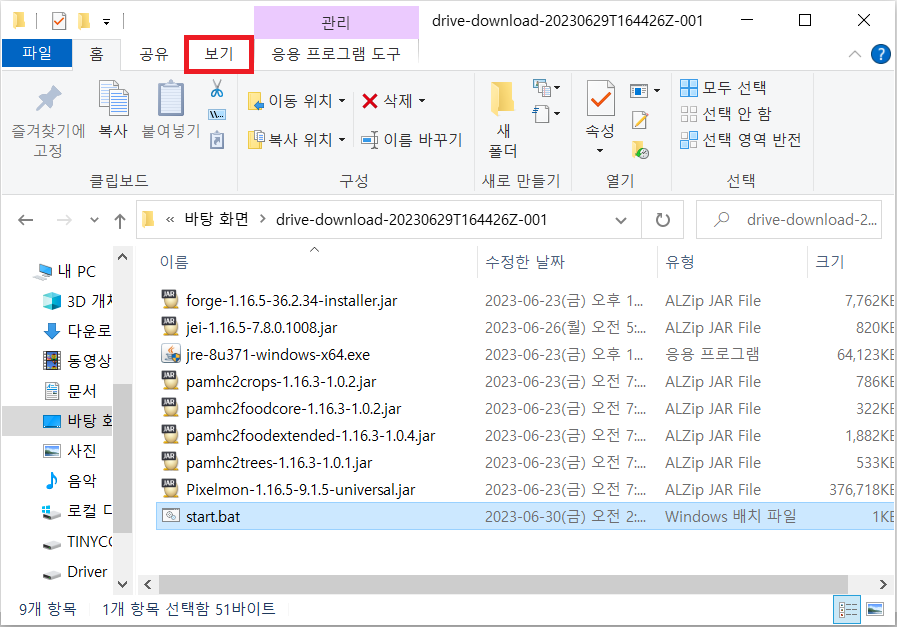 관리
drive-download-20230629T164426Z-001
파일
홈
공유
보기
응용 프로그램 도구
즐겨찾기에
고정
복사
붙여넣기
이동 위치
복사 위치
삭제
이름 바꾸기
새
폴더
속성
모두 선택
선택 안 함
선택 영역 반전
클립보드
구성
새로 만들기
열기
선택
« 바탕 화면 > drive-download-20230629T164426Z-001
drive-download-2...
내 PC
3D 개체
다운로
동영상
문서
바탕 화
사진
음악
로컬 디
TINYCO
Driver
이름 수정한 날짜 유형 크기
forge-1.16.5-36.2.34-installer.jar 2023-06-23(금) 오후 1... ALZip JAR File 7,762KB
jei-1.16.5-7.8.0.1008.jar 2023-06-26(월) 오전 5:... ALZip JAR File 820KB
jre-8u371-windows-x64.exe 2023-06-23(금) 오후 1... 응용 프로그램 64,123KB
pamhc2crops-1.16.3-1.0.2.jar 2023-06-23(금) 오전 7:... ALZip JAR File 786KB
pamhc2foodcore-1.16.3-1.0.2.jar 2023-06-23(금) 오전 7:... ALZip JAR File 322KB
pamhc2foodextended-1.16.3-1.0.4.jar 2023-06-23(금) 오전 7:... ALZip JAR File 1,882KB
pamhc2trees-1.16.3-1.0.1.jar 2023-06-23(금) 오전 7:... ALZip JAR File 533KB
Pixelmon-1.16.5-9.1.5-universal.jar 2023-06-23(금) 오전 7:... ALZip JAR File 376,718KB
start.bat 2023-06-30(금) 오전 2:... Windows 배치 파일 1KB
9개 항목 1개 항목 선택함 51바이트